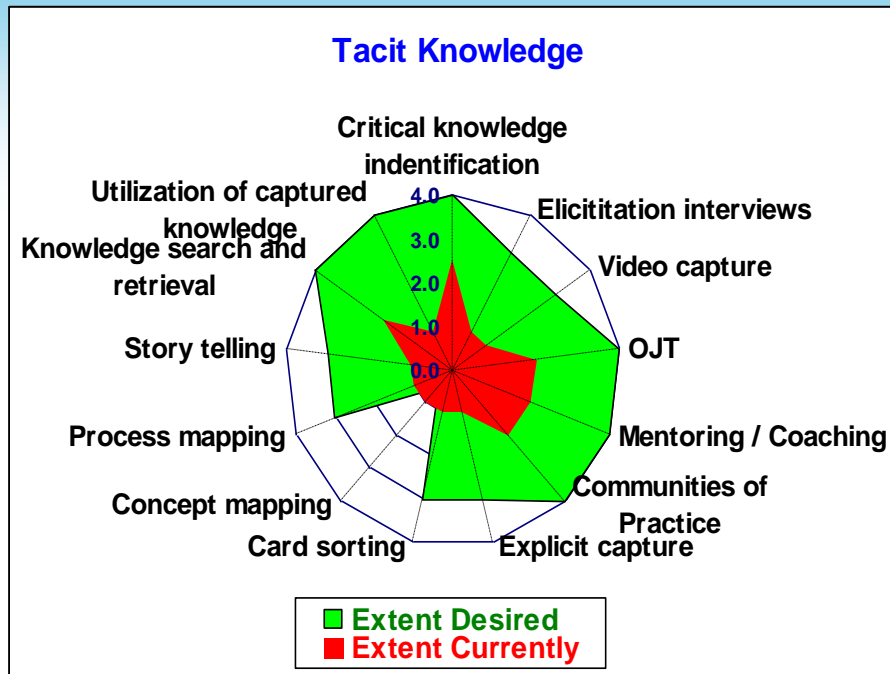 Tacit Knowledge
Critical knowledge
indentification
Utilization of captured
knowledge
Knowledge search and
retrieval
Story telling
Process mapping
Concept mapping
Card sorting
Explicit capture
Communities of
Practice
Mentoring / Coaching
OJT
Video capture
Elicititation interviews
4.0
3.0
2.0
1.0
0.0
Extent Desired
Extent Currently